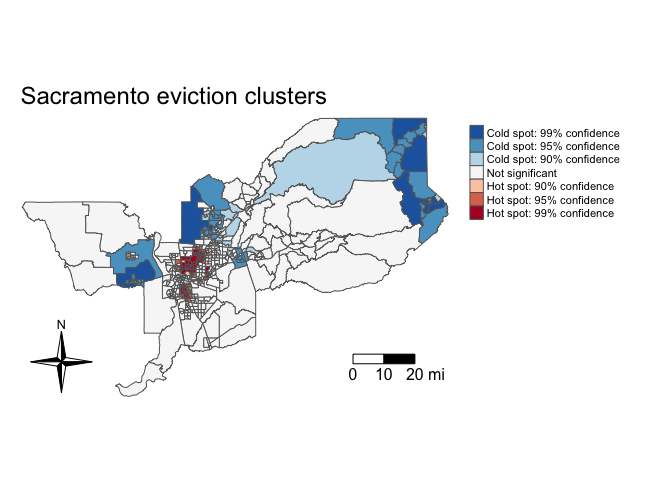 Sacramento eviction clusters
Cold spot: 99% confidence
Cold spot: 95% confidence
Cold spot: 90% confidence
Not significant
Hot spot: 90% confidence
Hot spot: 95% confidence
Hot spot: 99% confidence
N
0 10 20 mi